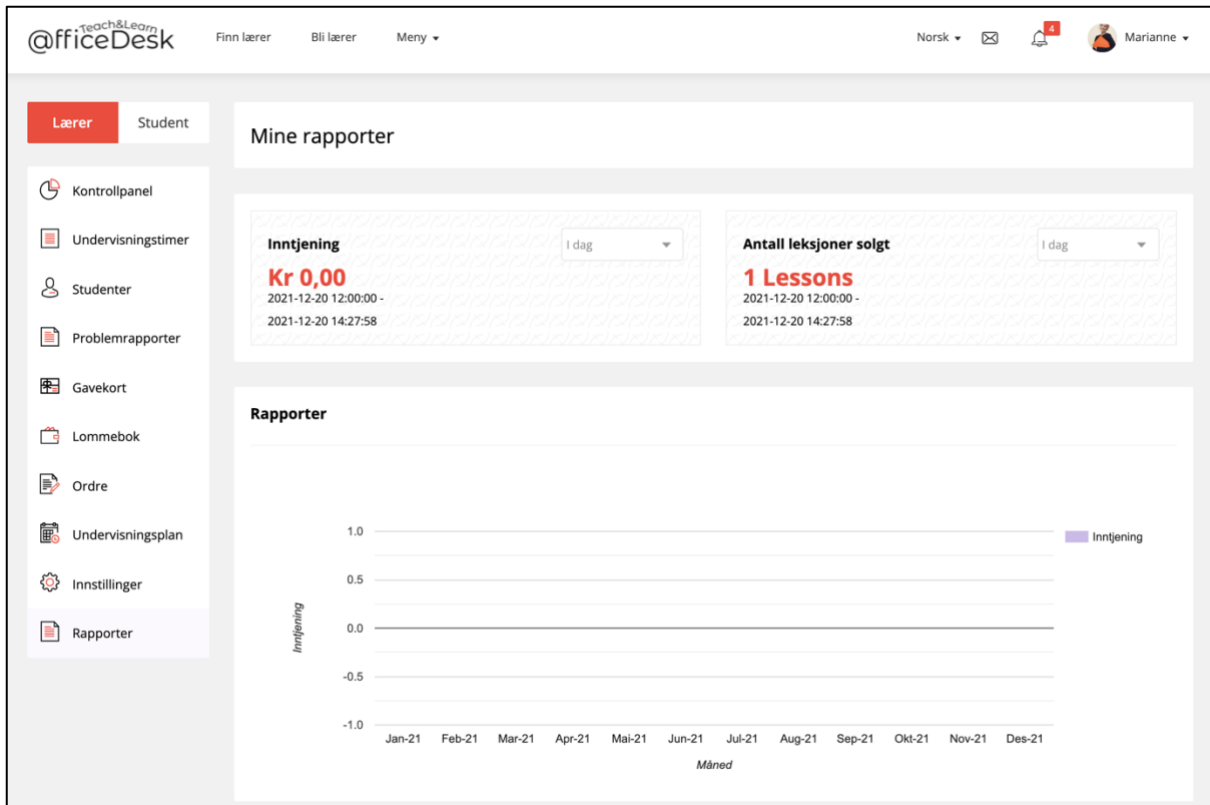 Teach&Learn
@fficeDesk
Finn lærer Bli lærer Meny
Norsk 4 Marianne
Lærer Student
Kontrollpanel
Undervisningstimer
Studenter
Problemrapporter
Gavekort
Lommebok
Ordre
Undervisningsplan
Innstillinger
Rapporter
Mine rapporter
Inntjening I dag
Kr 0,00
2021-12-20 12:00:00 -
2021-12-20 14:27:58
Antall leksjoner solgt I dag
1 Lessons
2021-12-20 12:00:00 -
2021-12-20 14:27:58
Rapporter
1.0
0.5
0.0
-0.5
-1.0
Inntjening
Inntjening
Jan-21 Feb-21 Mar-21 Apr-21 Mai-21 Jun-21 Jul-21 Aug-21 Sep-21 Okt-21 Nov-21 Des-21
Måned